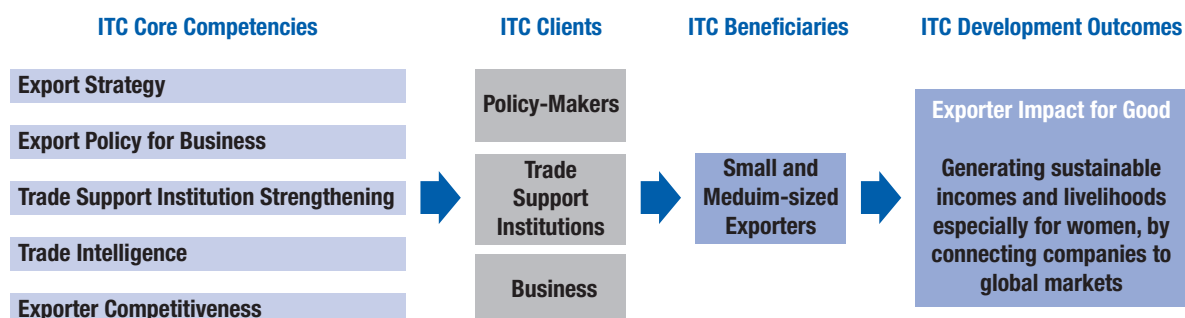 ITC Core Competencies
Export Strategy
Export Policy for Business
Trade Support Institution Strengthening
Trade Intelligence
Exporter Competitiveness
ITC Clients
Policy-Makers
Trade
Support
Institutions
Business
ITC Beneficiaries
Small and
Meduim-sized
Exporters
ITC Development Outcomes
Exporter Impact for Good
Generating sustainable
incomes and livelihoods
especially for women, by
connecting companies to
global markets